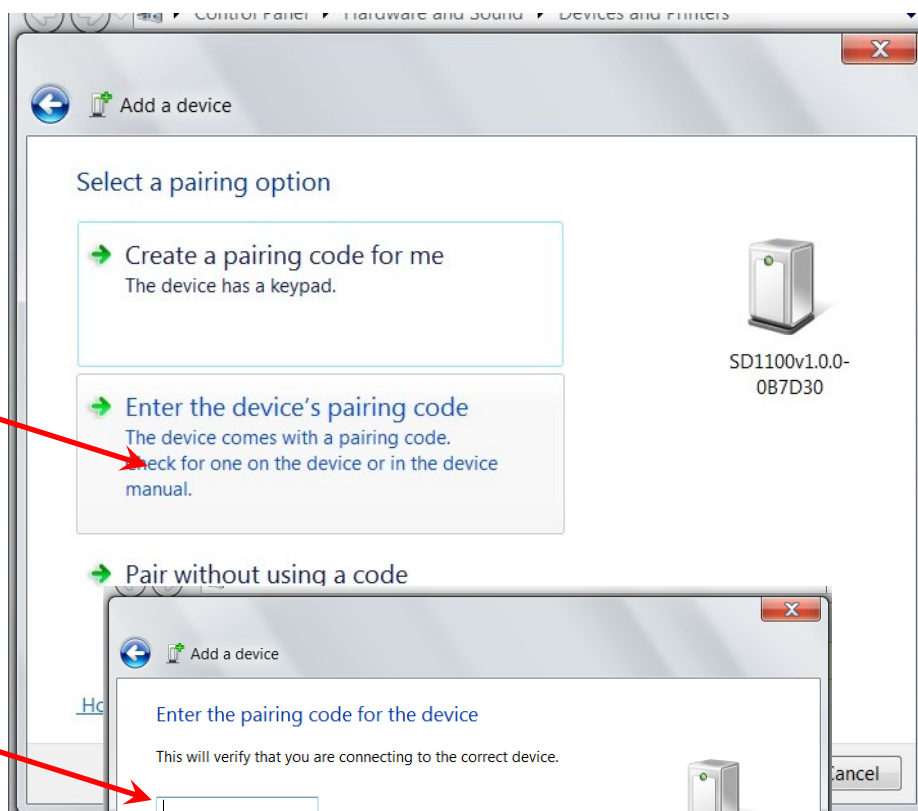 Control Panel ▸ Hardware and Sound ▸ Devices and Printers
X
Add a device
Select a pairing option
Create a pairing code for me
The device has a keypad.
SD1100v1.0.0-
0B7D30
Enter the device's pairing code
The device comes with a pairing code.
Check for one on the device or in the device
manual.
Pair without using a code
X
Add a device
Enter the pairing code for the device
This will verify that you are connecting to the correct device.